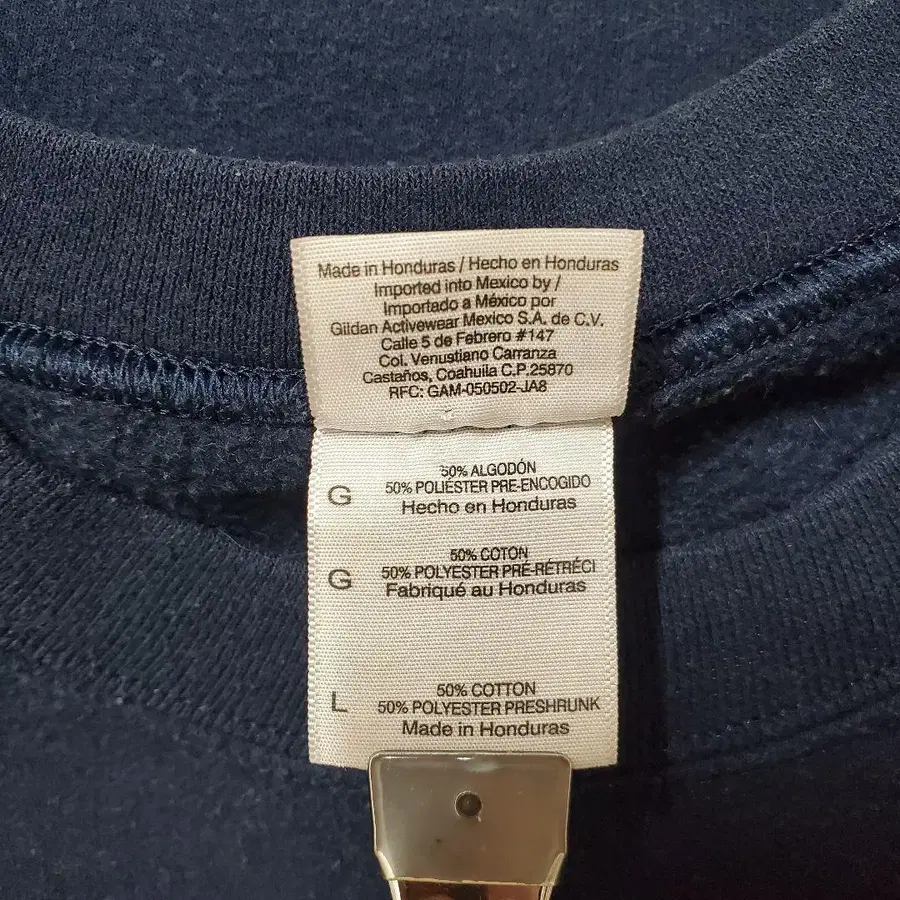 Made in Honduras / Hecho en Honduras
Imported into Mexico by /
Importado a México por
Gildan Activewear Mexico S.A. de C.V.
Calle 5 de Febrero #147
Col. Venustiano Carranza
Castaños, Coahuila C.P.25870
RFC: GAM-050502-JA8
50% ALGODÓN
G 50% POLIÉSTER PRE-ENCOGIDO
Hecho en Honduras
50% COTON
G 50% POLYESTER PRÉ-RÉTRÉCI
Fabriqué au Honduras
50% COTTON
L 50% POLYESTER PRESHRUNK
Made in Honduras